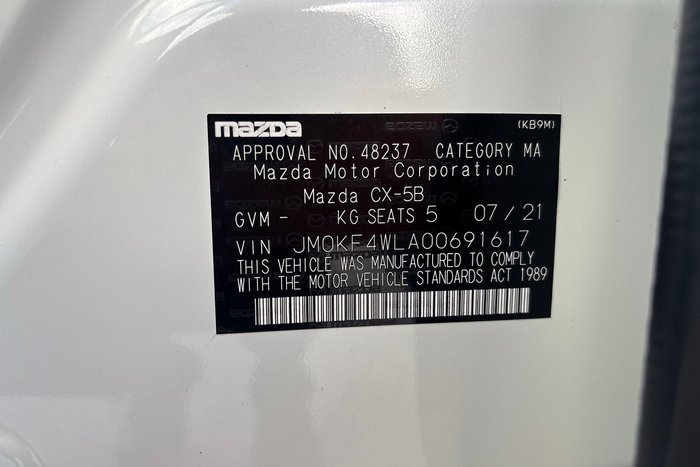 mazda
(KB9M)
APPROVAL NO.48237 CATEGORY MA
Mazda Motor Corporation
Mazda CX-5B
GVM - KG SEATS 5 07/21
VIN JM0KF4WLA00691617
THIS VEHICLE WAS MANUFACTURED TO COMPLY
WITH THE MOTOR VEHICLE STANDARDS ACT 1989